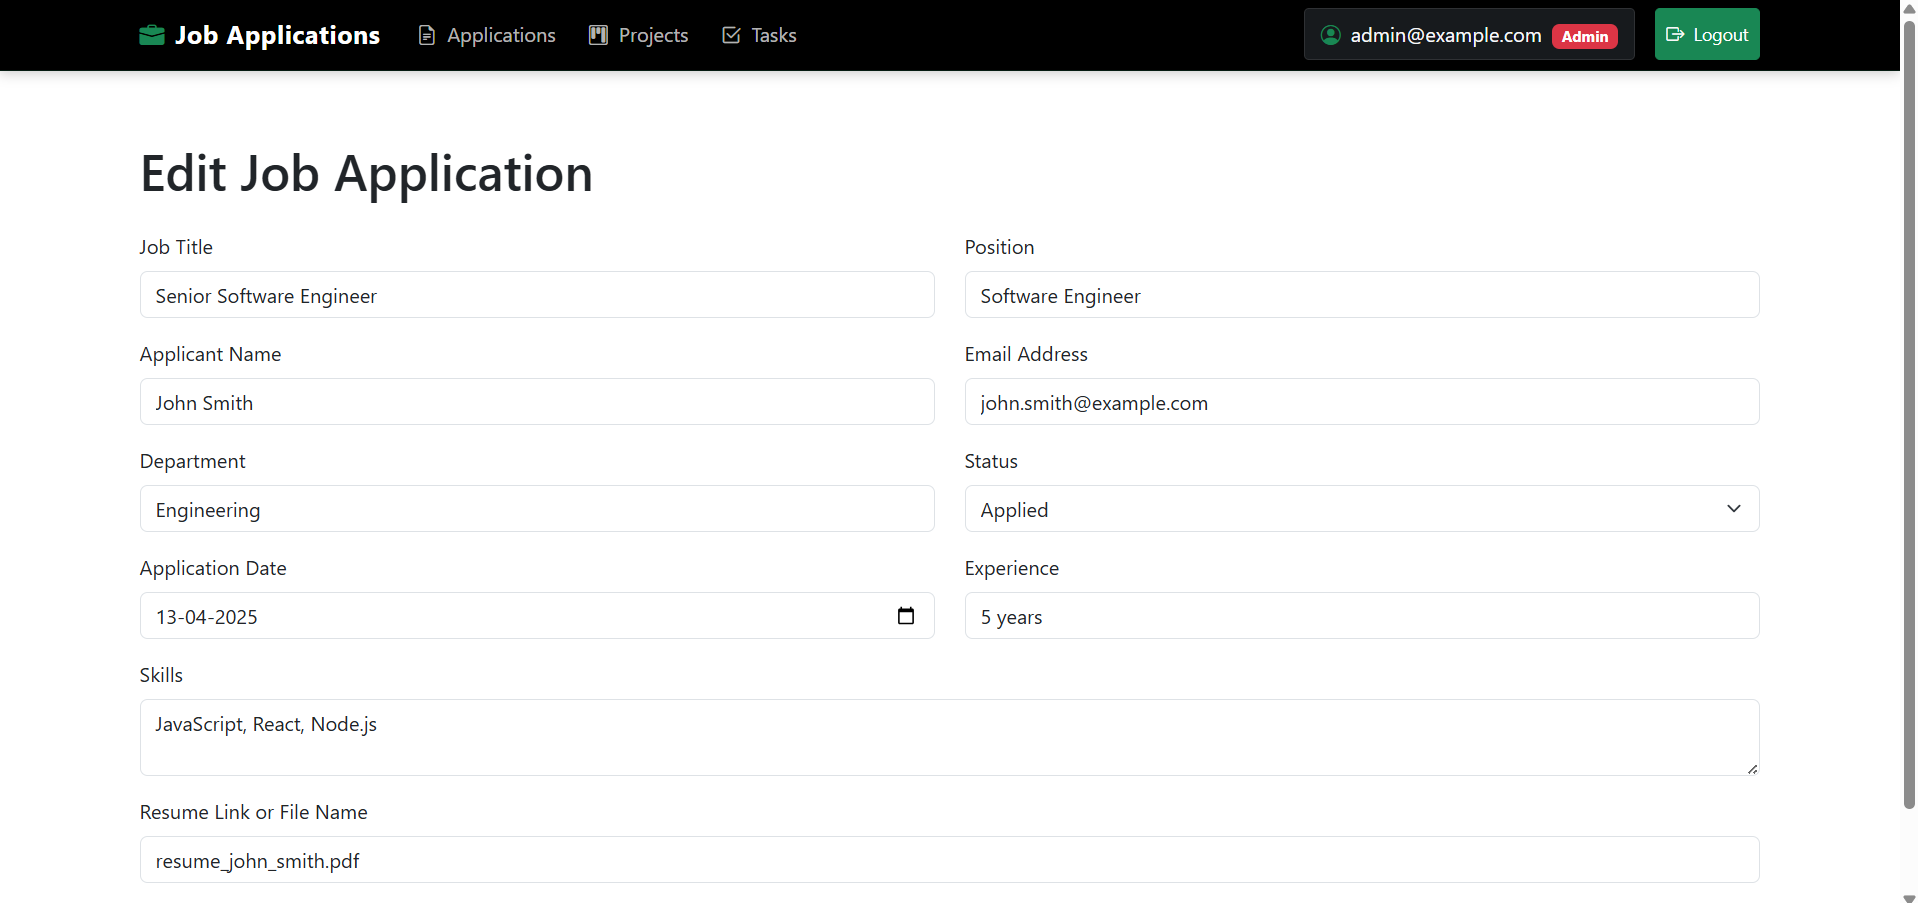 Job Applications Applications Projects Tasks admin@example.com Admin Logout
Edit Job Application
Job Title Position
Senior Software Engineer Software Engineer
Applicant Name Email Address
John Smith john.smith@example.com
Department Status
Engineering Applied
Application Date Experience
13-04-2025 5 years
Skills
JavaScript, React, Node.js
Resume Link or File Name
resume_john_smith.pdf